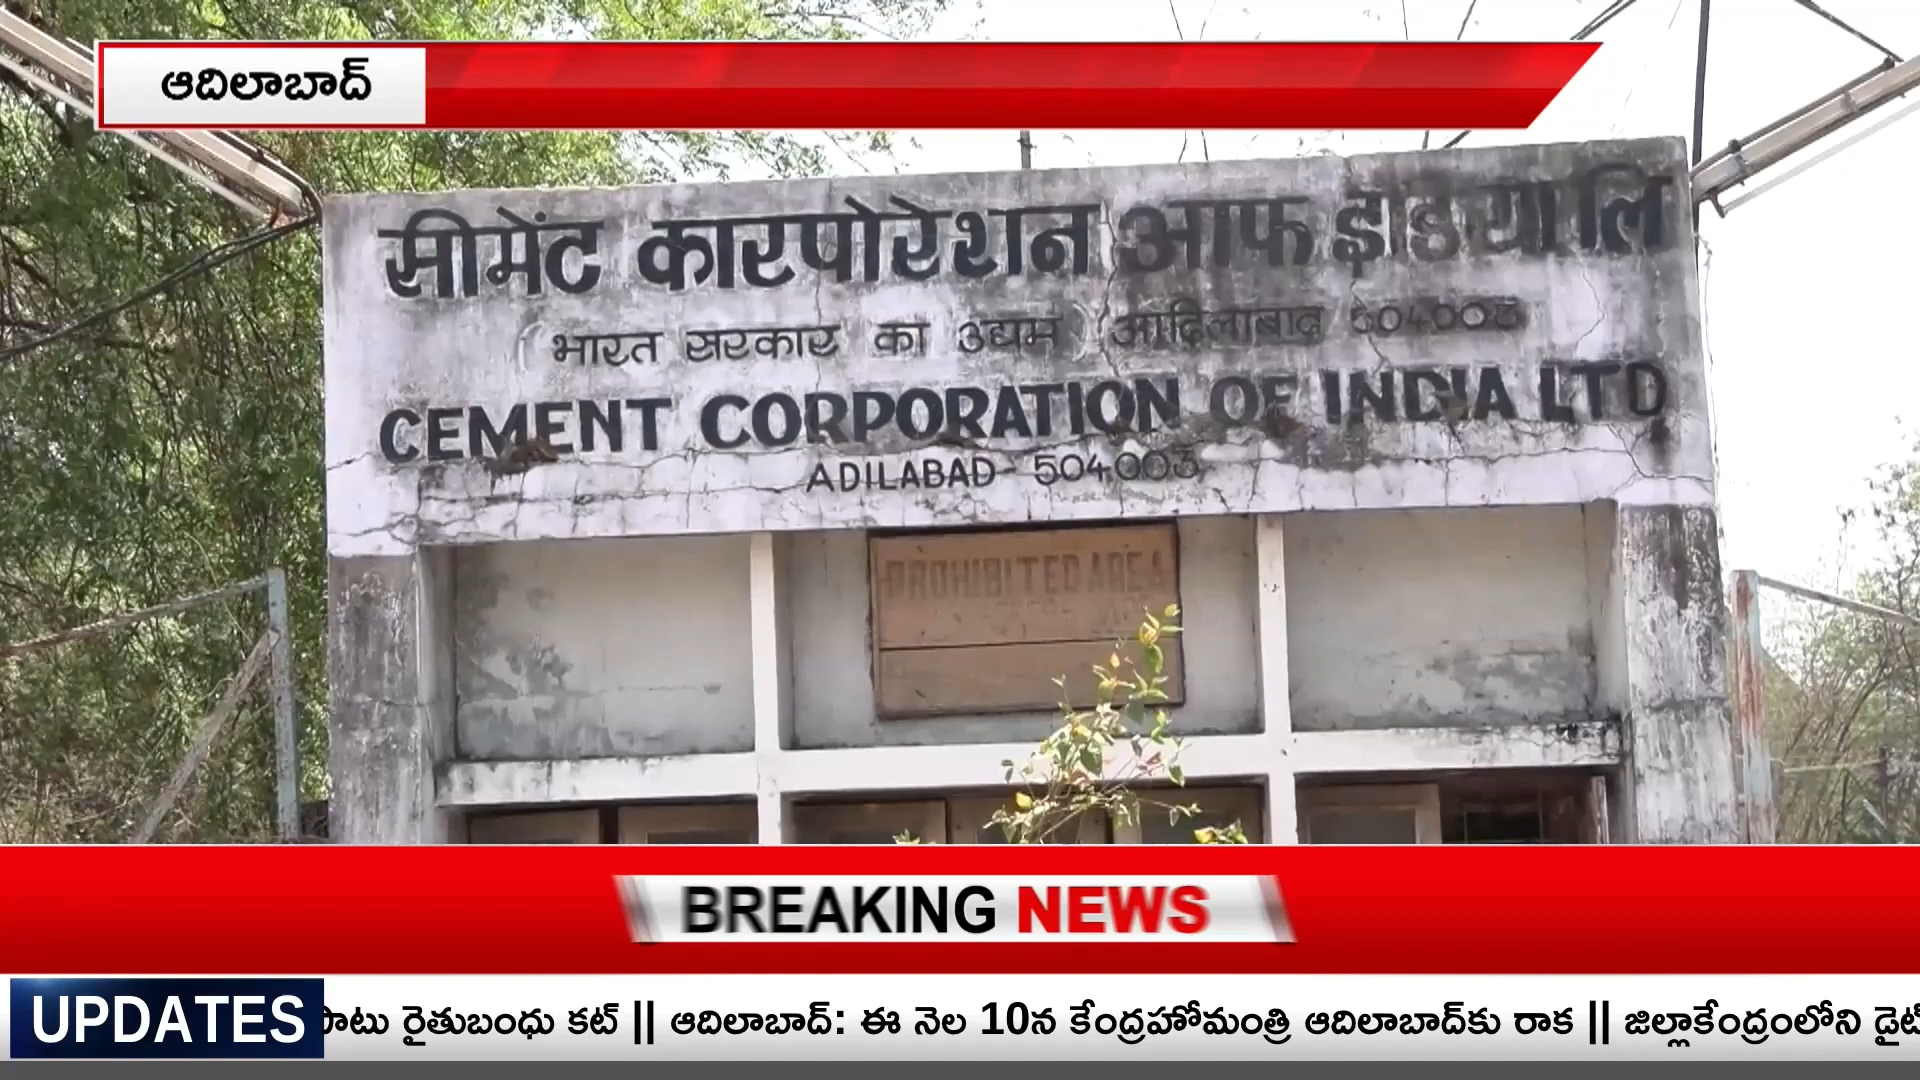 ఆదిలాబాద్
सीमेंट कारपोरेशन आफ इंडिया लि
(भारत सरकार का उद्यम) आदिलाबाद 504003
CEMENT CORPORATION OF INDIA LTD
ADILABAD - 504003
PROHIBITED AREA
BREAKING NEWS
UPDATES
రైతుబంధు కట్ || ఆదిలాబాద్: ఈ నెల 10న కేంద్రహోమంత్రి ఆదిలాబాద్‌కు రాక || జిల్లాకేంద్రంలోని